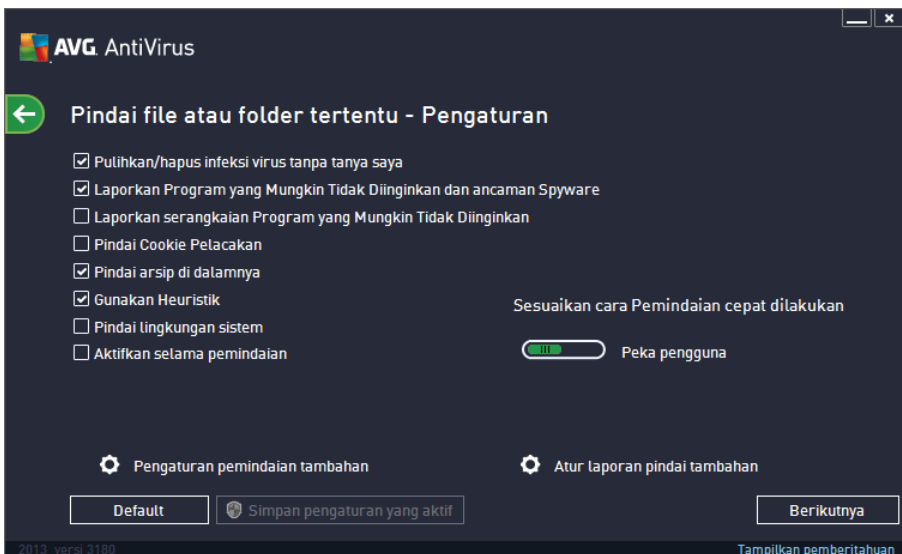 AVG. AntiVirus
Pindai file atau folder tertentu - Pengaturan
Pulihkan/hapus infeksi virus tanpa tanya saya
Laporkan Program yang Mungkin Tidak Diinginkan dan ancaman Spyware
Laporkan serangkaian Program yang Mungkin Tidak Diinginkan
Pindai Cookie Pelacakan
Pindai arsip di dalamnya
Gunakan Heuristik
Pindai lingkungan sistem
Aktifkan selama pemindaian
Sesuaikan cara Pemindaian cepat dilakukan
Peka pengguna
Pengaturan pemindaian tambahan
Atur laporan pindai tambahan
Default
Simpan pengaturan yang aktif
Berikutnya
2013 versi 3180
Tampilkan pemberitahuan